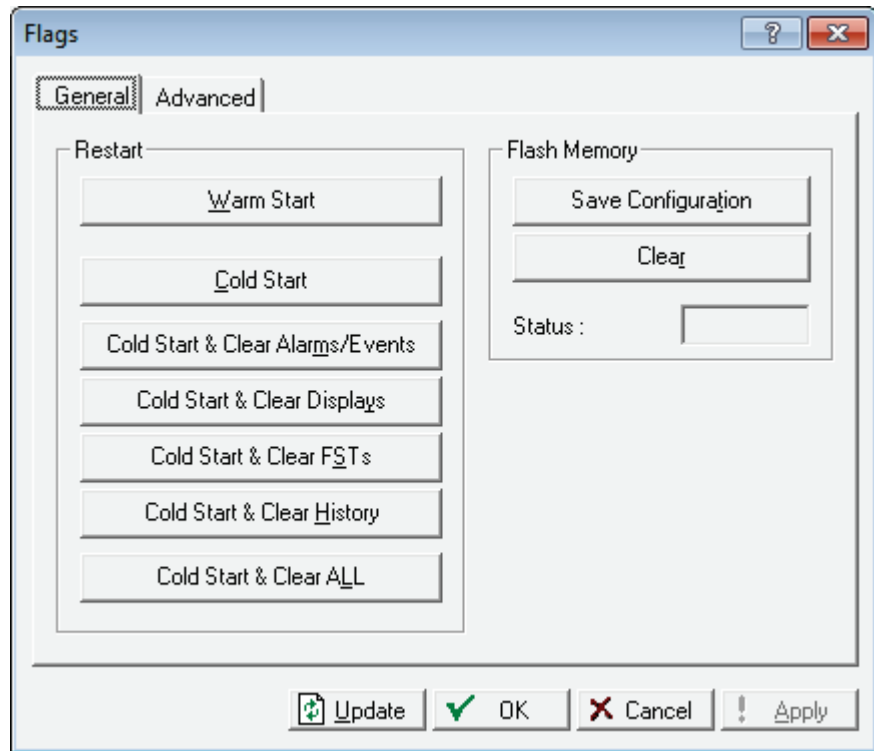 Flags
General
Advanced
Restart
Warm Start
Cold Start
Cold Start & Clear Alarms/Events
Cold Start & Clear Displays
Cold Start & Clear FSTs
Cold Start & Clear History
Cold Start & Clear ALL
Flash Memory
Save Configuration
Clear
Status :
Update
OK
Cancel
Apply